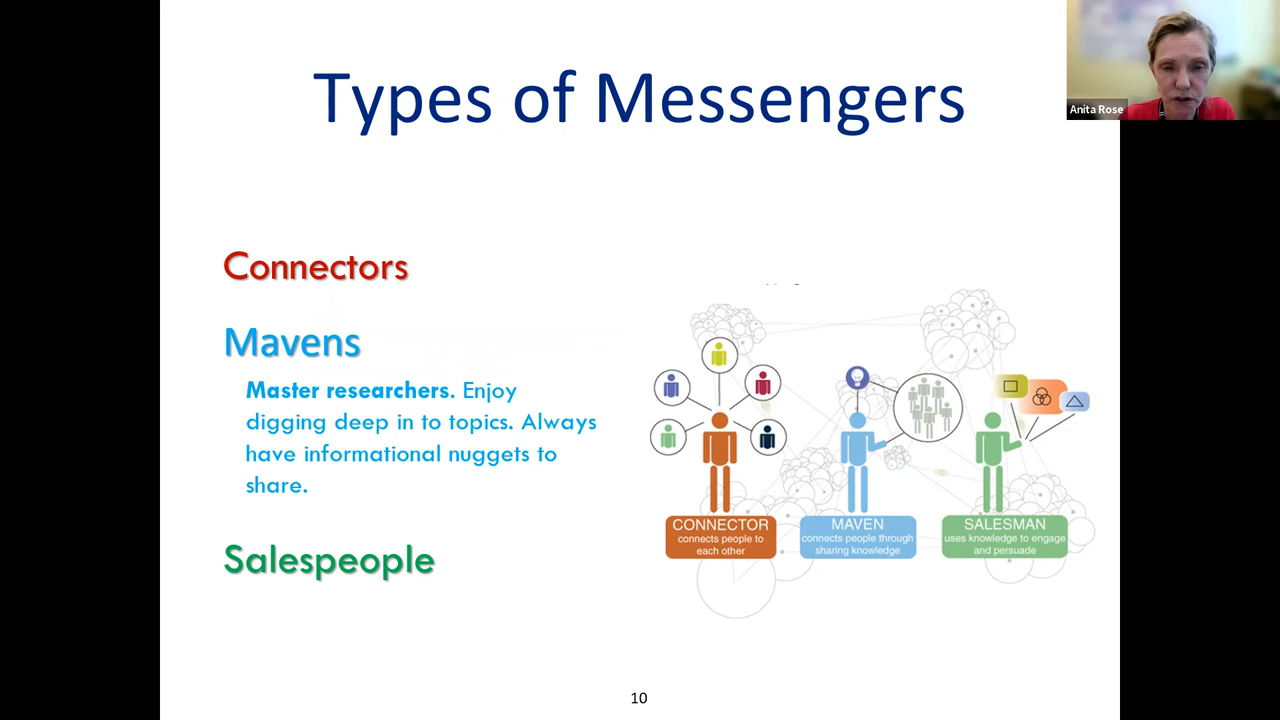 Types of Messengers
Anita Rose
Connectors
Mavens
Master researchers. Enjoy
digging deep in to topics. Always
have informational nuggets to
share.
Salespeople
CONNECTOR
connects people to
each other
MAVEN
connects people through
sharing knowledge
SALESMAN
uses knowledge to engage
and persuade
10